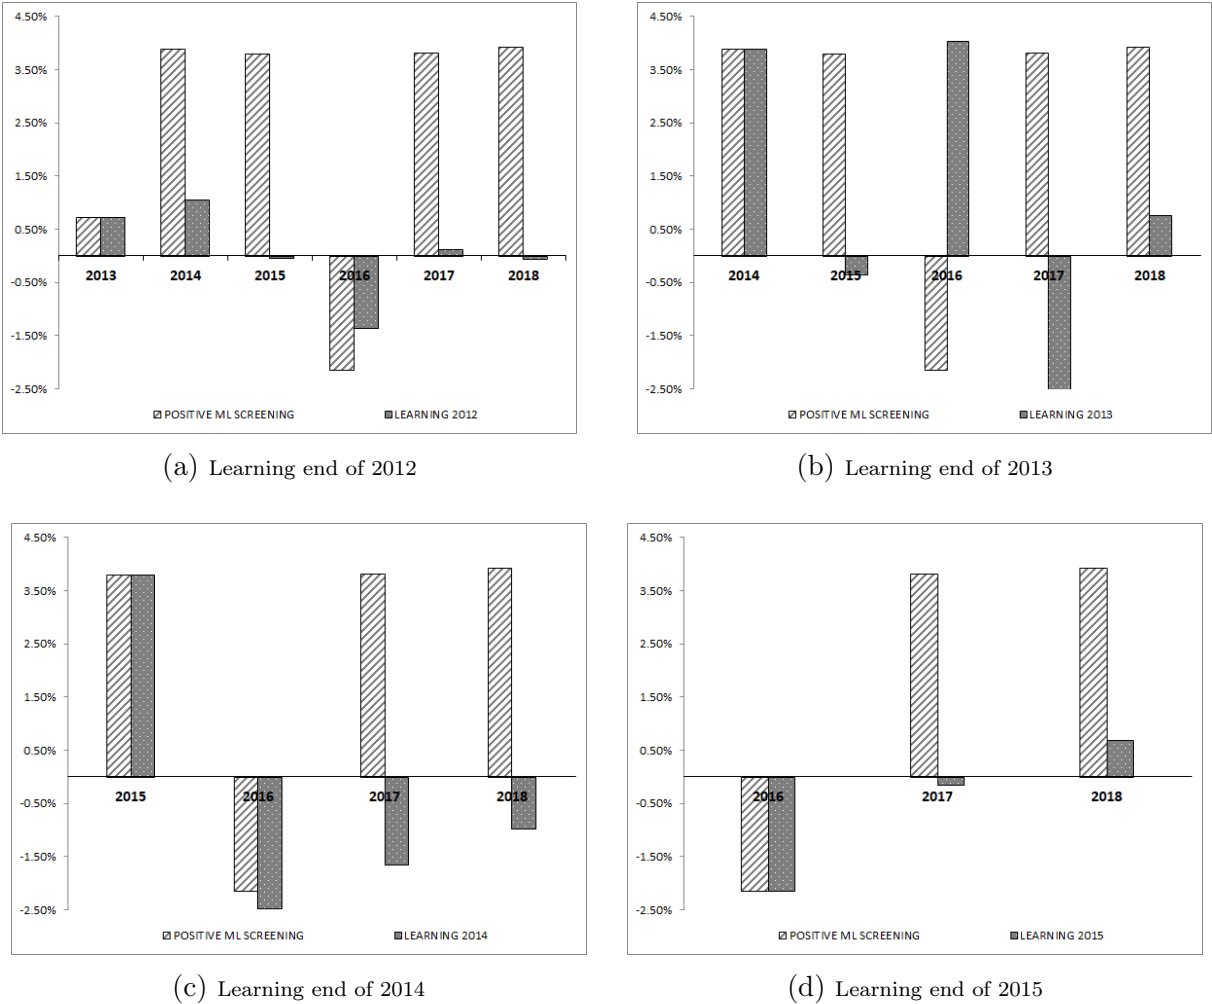 4.50%
3.50%
2.50%
1.50%
0.50%
-0.50%
-1.50%
-2.50%
2013 2014 2015 2016 2017 2018
POSITIVE ML SCREENING LEARNING 2012
(a) Learning end of 2012
4.50%
3.50%
2.50%
1.50%
0.50%
-0.50%
-1.50%
-2.50%
2014 2015 2016 2017 2018
POSITIVE ML SCREENING LEARNING 2013
(b) Learning end of 2013
4.50%
3.50%
2.50%
1.50%
0.50%
-0.50%
-1.50%
-2.50%
2015 2016 2017 2018
POSITIVE ML SCREENING LEARNING 2014
(c) Learning end of 2014
4.50%
3.50%
2.50%
1.50%
0.50%
-0.50%
-1.50%
-2.50%
2016 2017 2018
POSITIVE ML SCREENING LEARNING 2015
(d) Learning end of 2015